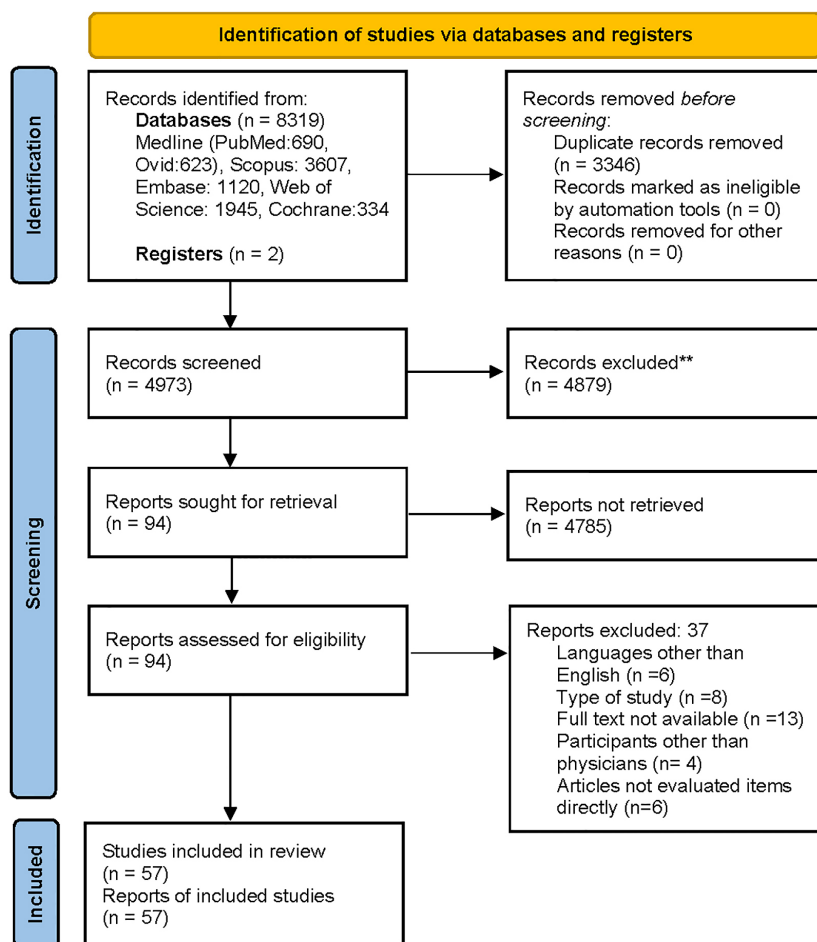 Identification of studies via databases and registers
Identification
Records identified from:
Databases (n = 8319)
Medline (PubMed:690,
Ovid:623), Scopus: 3607,
Embase: 1120, Web of
Science: 1945, Cochrane:334
Registers (n = 2)
Records removed before
screening:
Duplicate records removed
(n = 3346)
Records marked as ineligible
by automation tools (n = 0)
Records removed for other
reasons (n = 0)
Screening
Records screened
(n = 4973)
Records excluded**
(n = 4879)
Reports sought for retrieval
(n = 94)
Reports not retrieved
(n = 4785)
Reports assessed for eligibility
(n = 94)
Reports excluded: 37
Languages other than
English (n =6)
Type of study (n =8)
Full text not available (n =13)
Participants other than
physicians (n= 4)
Articles not evaluated items
directly (n=6)
Included
Studies included in review
(n = 57)
Reports of included studies
(n = 57)